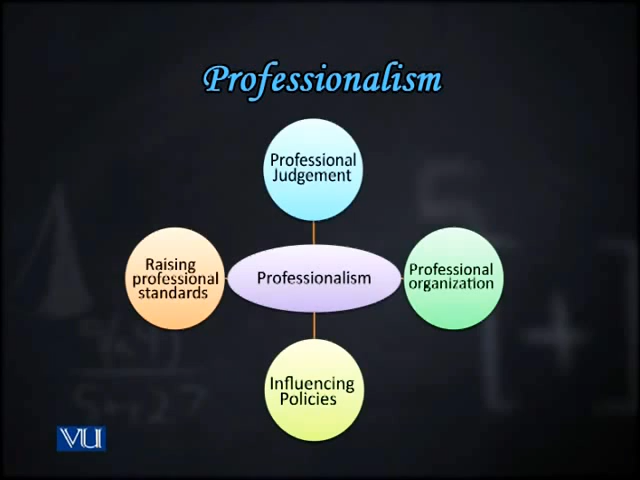 Professionalism
Professional
Judgement
Raising
professional
standards
Professionalism
Professional
organization
Influencing
Policies
VU